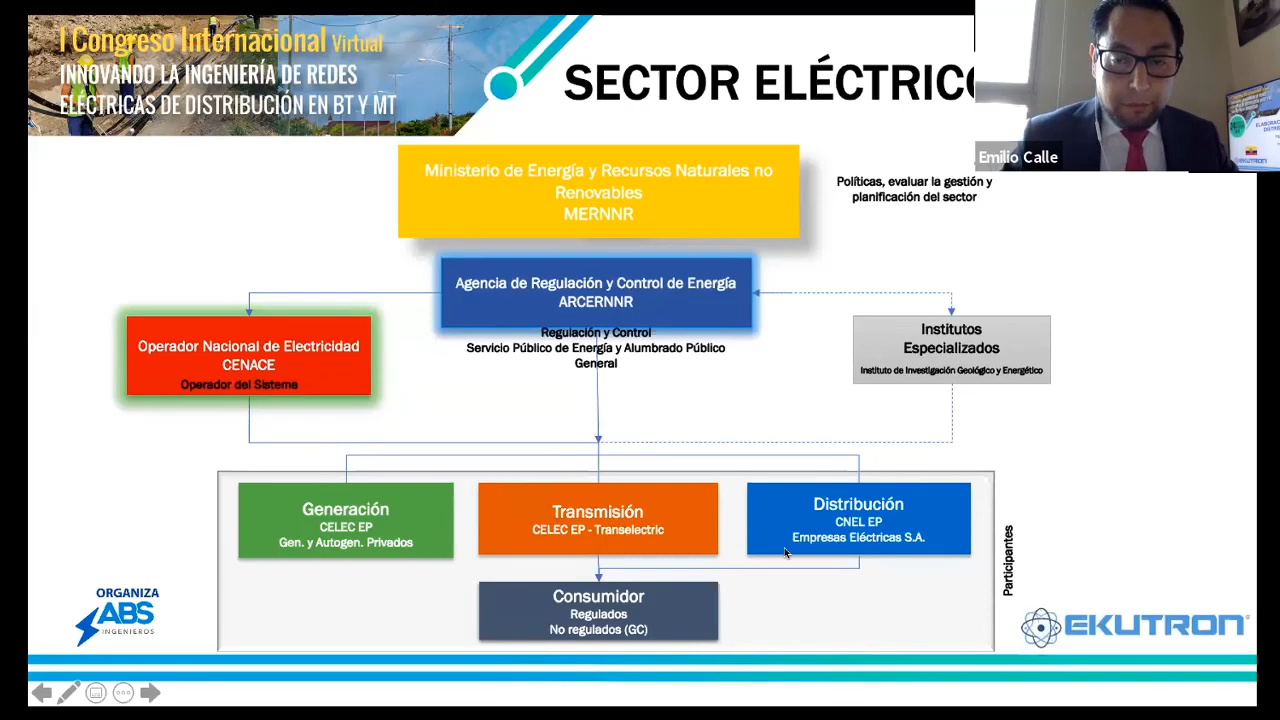 I Congreso Internacional Virtual
INNOVANDO LA INGENIERÍA DE REDES
ELÉCTRICAS DE DISTRIBUCIÓN EN BT Y MT
SECTOR ELÉCTRICO
Emilio Calle
Ministerio de Energía y Recursos Naturales no
Renovables
MERNNR
Políticas, evaluar la gestión y
planificación del sector
Agencia de Regulación y Control de Energía
ARCERNNR
Regulación y Control
Servicio Público de Energía y Alumbrado Público
General
Operador Nacional de Electricidad
CENACE
Operador del Sistema
Institutos
Especializados
Instituto de Investigación Geológico y Energético
Generación
CELEC EP
Gen. y Autogen. Privados
Transmisión
CELEC EP - Transelectric
Distribución
CNEL EP
Empresas Eléctricas S.A.
Consumidor
Regulados
No regulados (GC)
Participantes
ORGANIZA
ABS
INGENIEROS
EKUTRON